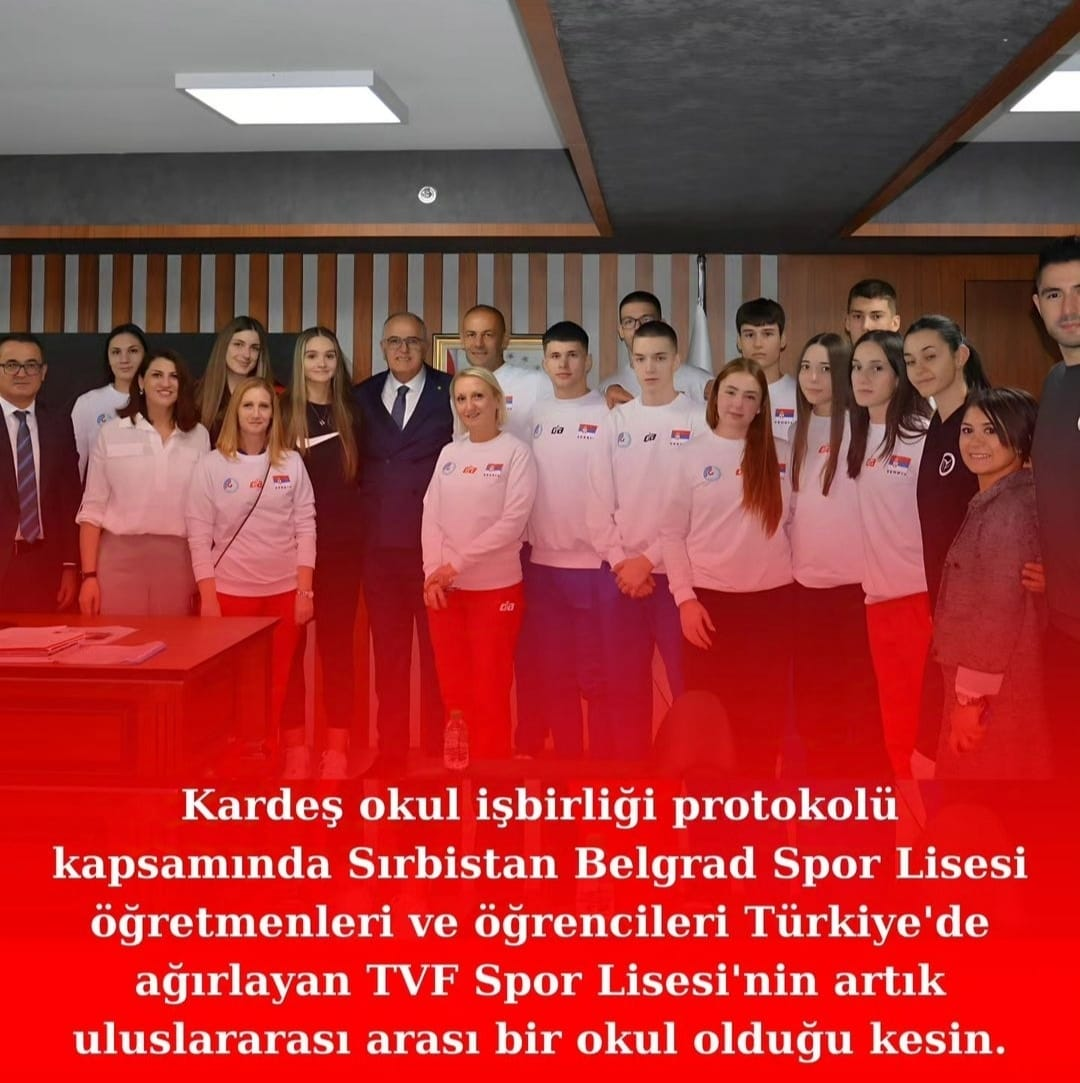 Kardeş okul işbirliği protokolü
kapsamında Sırbistan Belgrad Spor Lisesi
öğretmenleri ve öğrencileri Türkiye'de
ağırlayan TVF Spor Lisesi'nin artık
uluslararası arası bir okul olduğu kesin.